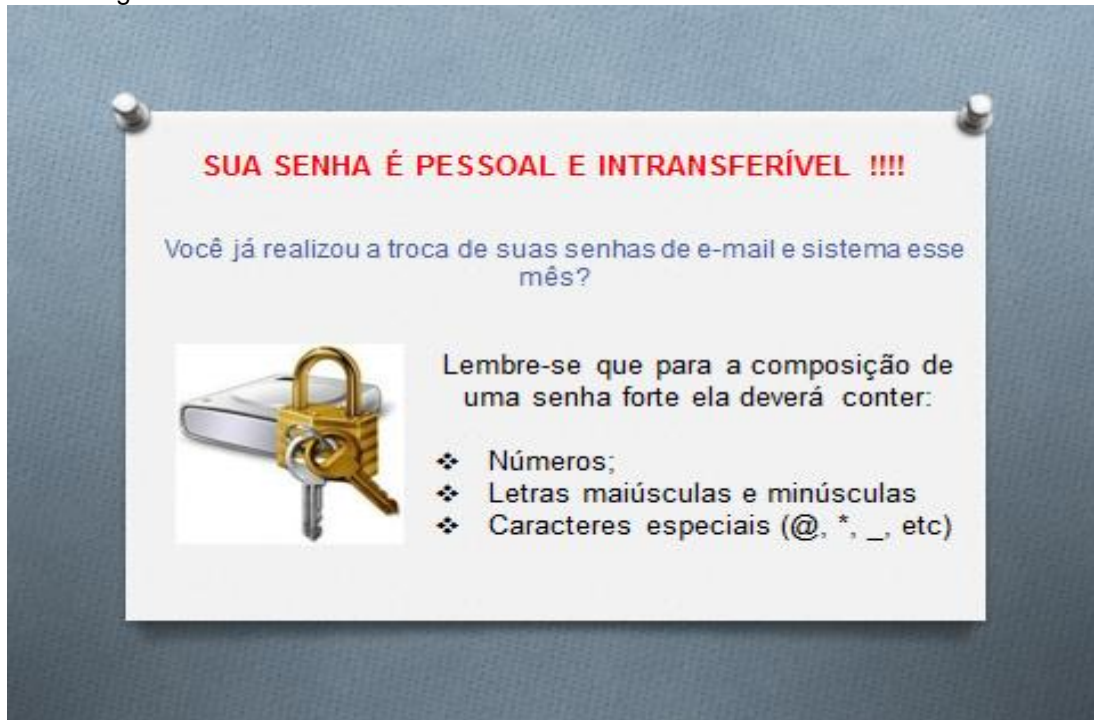 SUA SENHA É PESSOAL E INTRANSFERÍVEL !!!!
Você já realizou a troca de suas senhas de e-mail e sistema esse
mês?
Lembre-se que para a composição de
uma senha forte ela deverá conter:
❖ Números;
❖ Letras maiúsculas e minúsculas
❖ Caracteres especiais (@, *, _, etc)